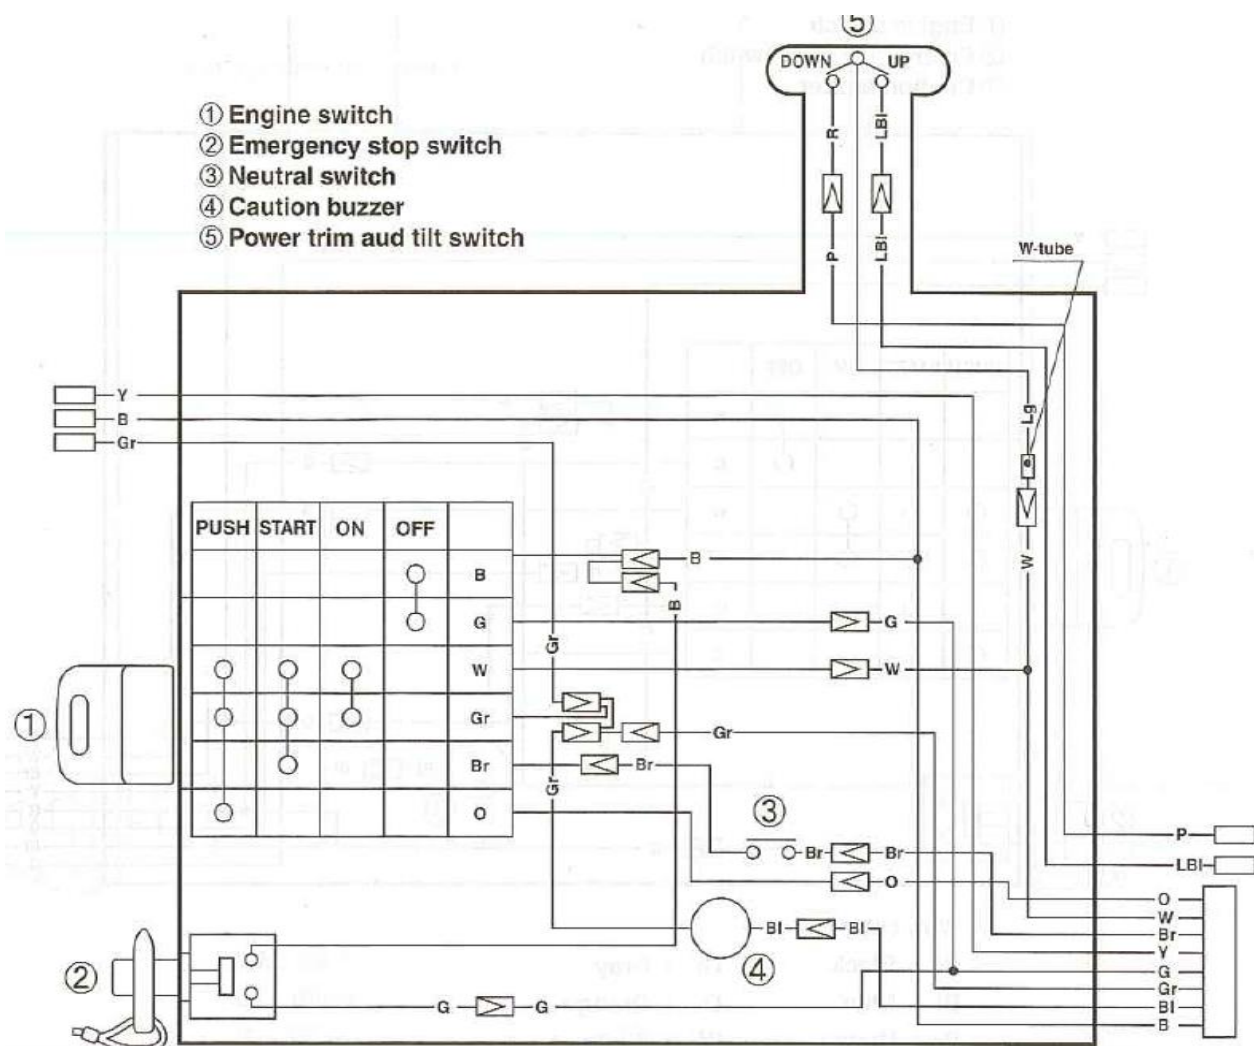 ⑤
DOWN UP
① Engine switch
② Emergency stop switch
③ Neutral switch
④ Caution buzzer
⑤ Power trim aud tilt switch
R LBl
P LBl
W-tube
Y
B
Gr
Lg
PUSH START ON OFF
B
G
W
Gr
Br
O
B
B
G
Gr
W
W
Gr
Br
Gr
①
③
Br Br
O
P
LBl
O
W
Br
Y
G
Gr
Bl
B
Bl Bl
④
②
G G